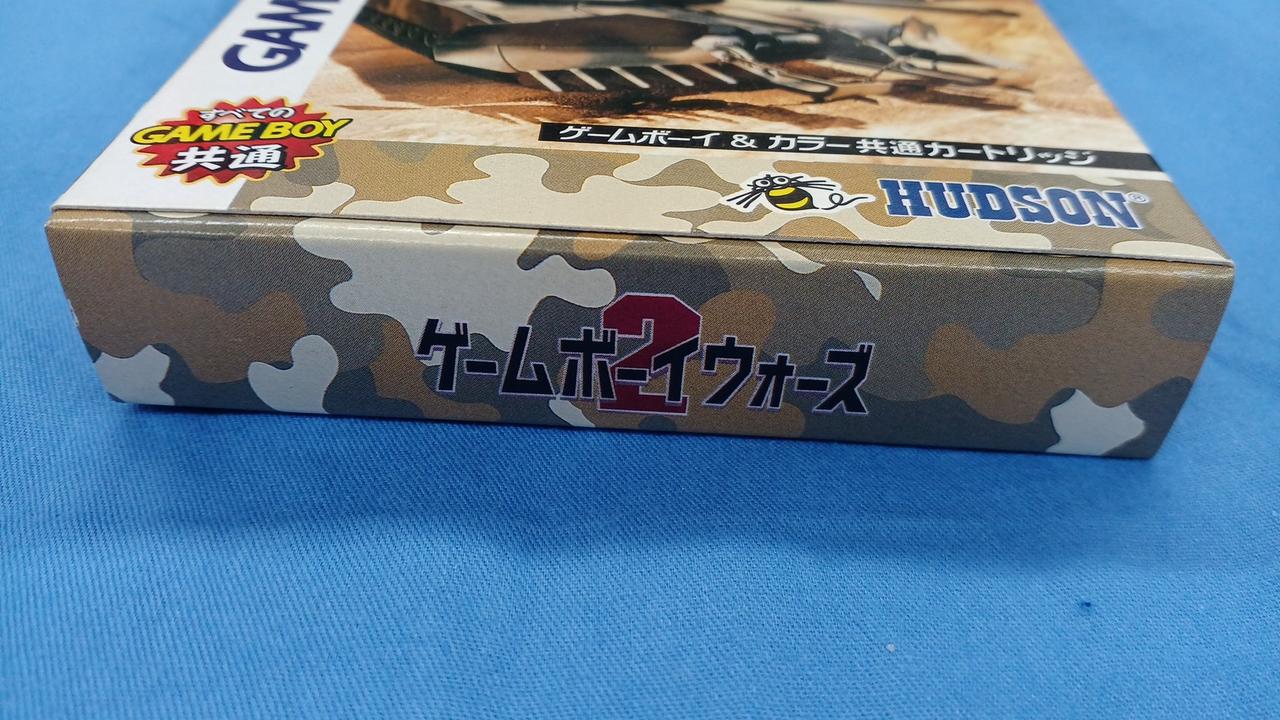 GAM
すべての
GAME BOY
共通
ゲームボーイ & カラー共通カートリッジ
HUDSON®
ゲームボーイウォーズ
2